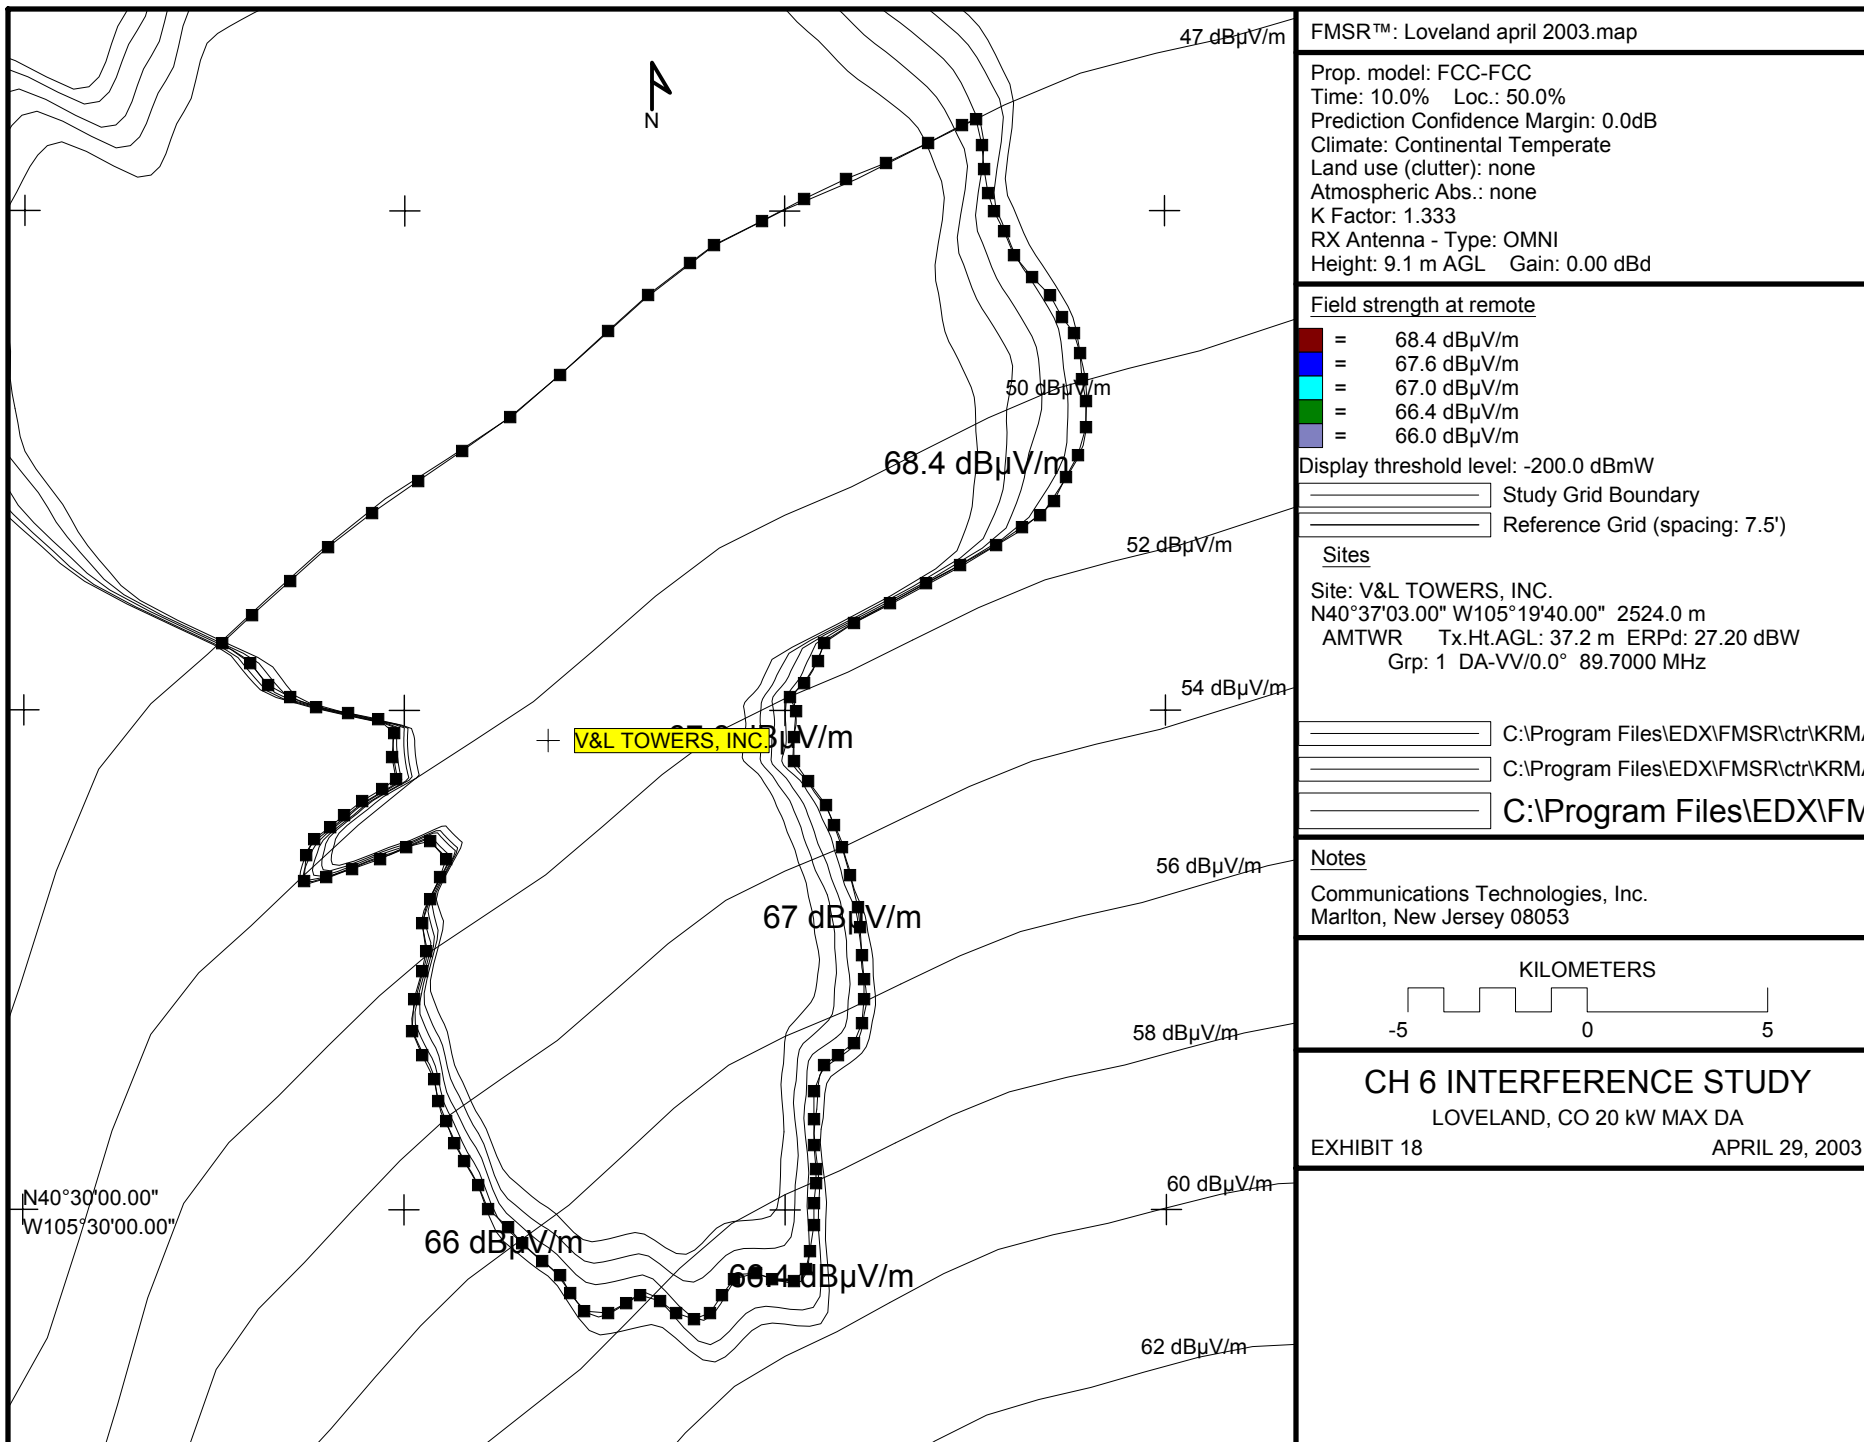 47 dBµV/m
N
50 dBµV/m
68.4 dBµV/m
52 dBµV/m
54 dBµV/m
V&L TOWERS, INC.
dBµV/m
56 dBµV/m
67 dBµV/m
58 dBµV/m
60 dBµV/m
N40°30'00.00"
W105°30'00.00"
66 dBµV/m
dBµV/m
62 dBµV/m
FMSR™: Loveland april 2003.map
Prop. model: FCC-FCC
Time: 10.0% Loc.: 50.0%
Prediction Confidence Margin: 0.0dB
Climate: Continental Temperate
Land use (clutter): none
Atmospheric Abs.: none
K Factor: 1.333
RX Antenna - Type: OMNI
Height: 9.1 m AGL Gain: 0.00 dBd
Field strength at remote
= 68.4 dBµV/m
= 67.6 dBµV/m
= 67.0 dBµV/m
= 66.4 dBµV/m
= 66.0 dBµV/m
Display threshold level: -200.0 dBmW
Study Grid Boundary
Reference Grid (spacing: 7.5')
Sites
Site: V&L TOWERS, INC.
N40°37'03.00" W105°19'40.00" 2524.0 m
AMTWR Tx.Ht.AGL: 37.2 m ERPd: 27.20 dBW
Grp: 1 DA-VV/0.0° 89.7000 MHz
C:\Program Files\EDX\FMSR\ctr\KRMA
C:\Program Files\EDX\FMSR\ctr\KRMA
C:\Program Files\EDX\FM
Notes
Communications Technologies, Inc.
Marlton, New Jersey 08053
KILOMETERS
-5 0 5
CH 6 INTERFERENCE STUDY
LOVELAND, CO 20 kW MAX DA
EXHIBIT 18 APRIL 29, 2003